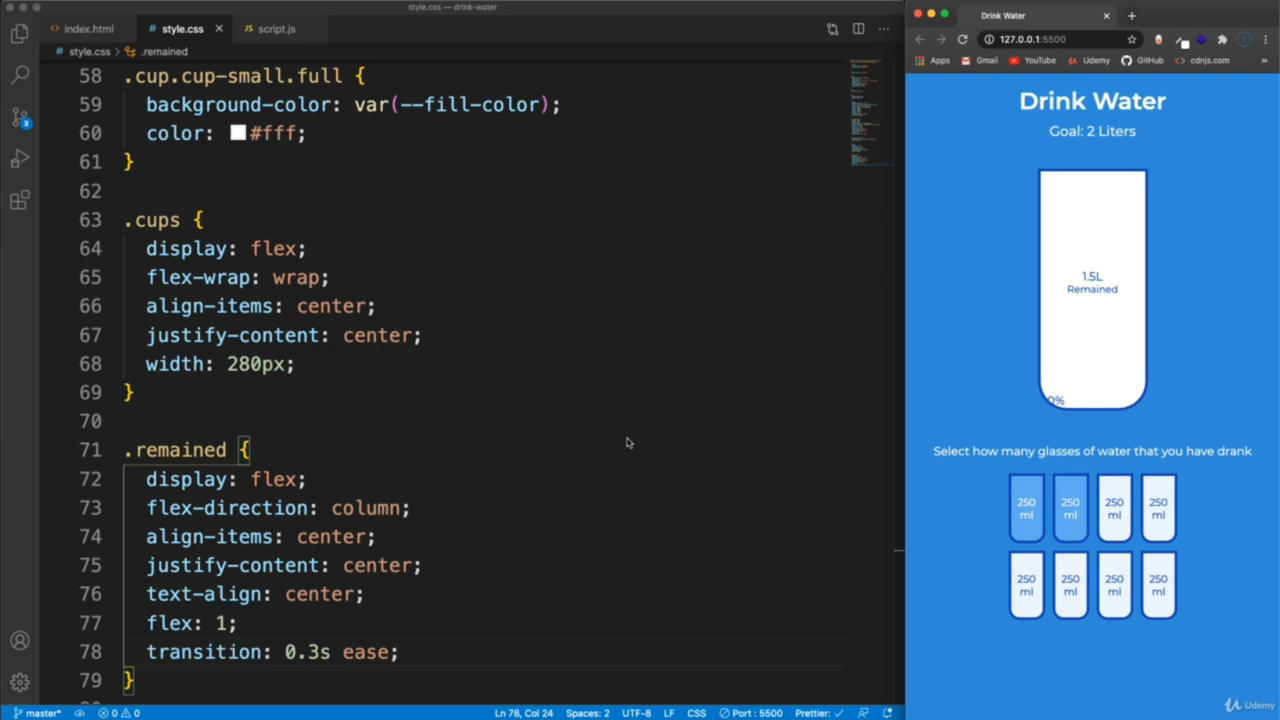 style.css — drink-water
index.html
style.css
script.js
style.css > .remained
58 .cup.cup-small.full {
59 background-color: var(--fill-color);
60 color: #fff;
61 }
62
63 .cups {
64 display: flex;
65 flex-wrap: wrap;
66 align-items: center;
67 justify-content: center;
68 width: 280px;
69 }
70
71 .remained {
72 display: flex;
73 flex-direction: column;
74 align-items: center;
75 justify-content: center;
76 text-align: center;
77 flex: 1;
78 transition: 0.3s ease;
79 }
3
master* 0 0 Ln 78, Col 24 Spaces: 2 UTF-8 LF CSS Port : 5500 Prettier: ✓
Drink Water
127.0.0.1:5500
Apps Gmail YouTube Udemy GitHub cdnjs.com »
Drink Water
Goal: 2 Liters
1.5L
Remained
0%
Select how many glasses of water that you have drank
250 250 250 250
ml ml ml ml
250 250 250 250
ml ml ml ml
Udemy